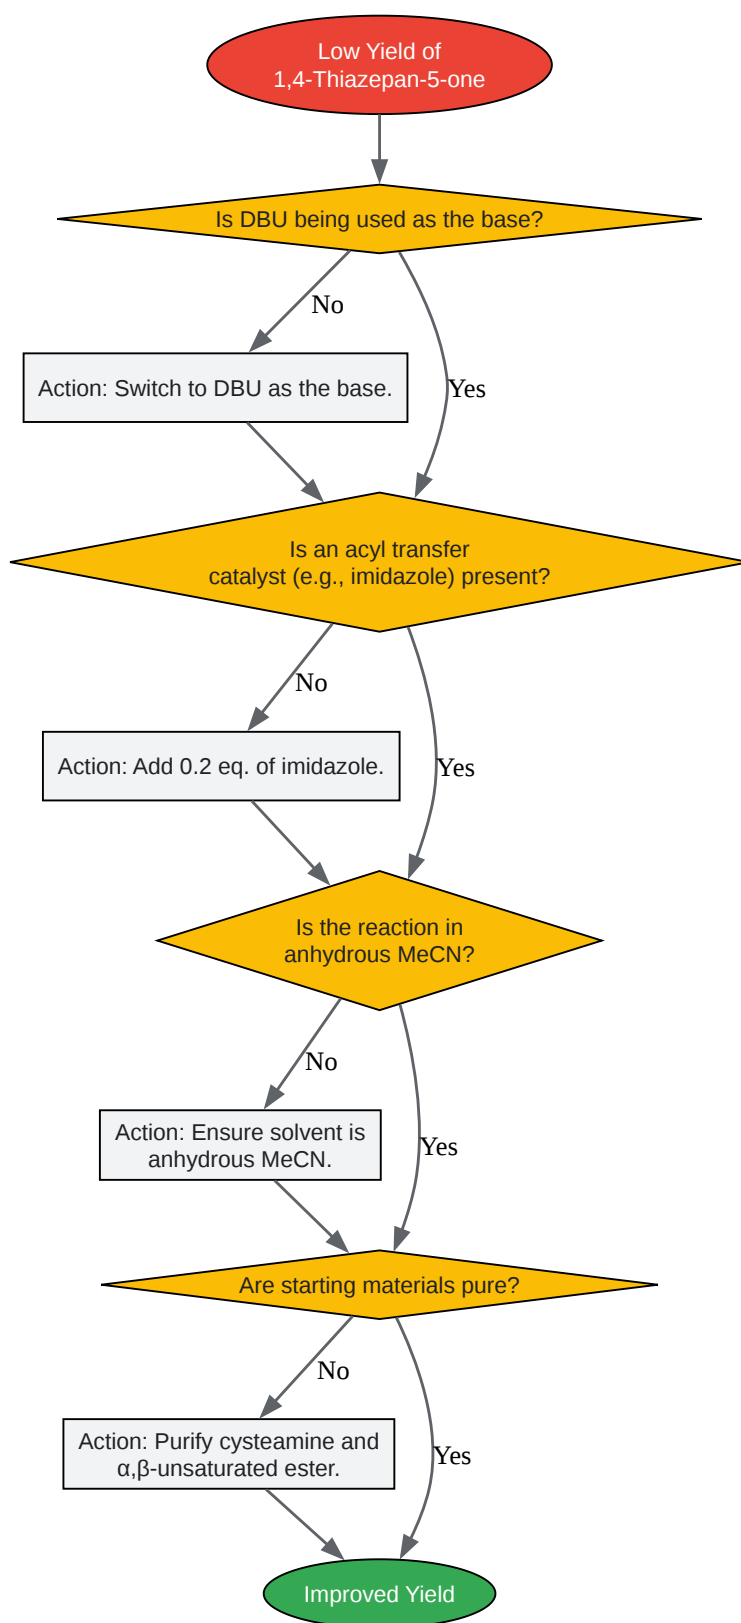 Low Yield of
1,4-Thiazepan-5-one
Is DBU being used as the base?
No
Action: Switch to DBU as the base.
Yes
Is an acyl transfer
catalyst (e.g., imidazole) present?
No
Action: Add 0.2 eq. of imidazole.
Yes
Is the reaction in
anhydrous MeCN?
No
Action: Ensure solvent is
anhydrous MeCN.
Yes
Are starting materials pure?
No
Action: Purify cysteamine and
α,β-unsaturated ester.
Yes
Improved Yield